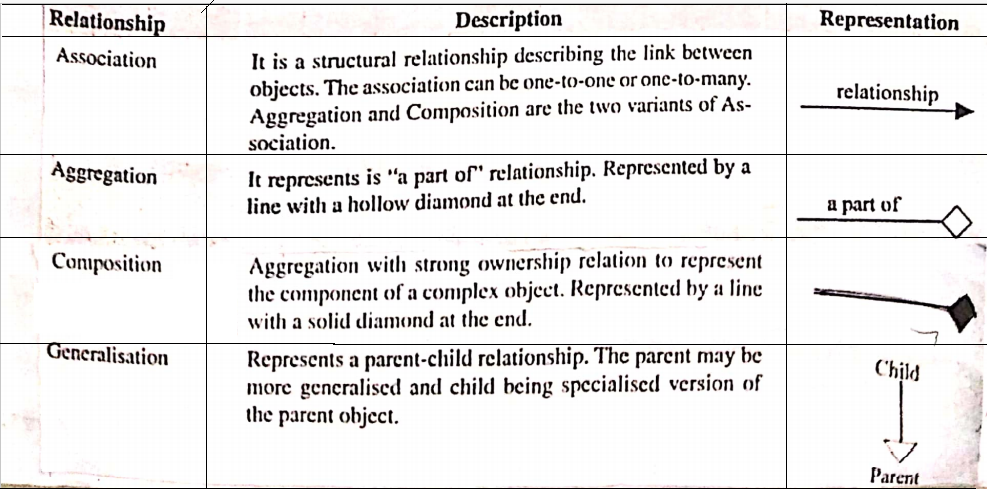 Relationship Description Representation
Association
It is a structural relationship describing the link between
objects. The association can be one-to-one or one-to-many.
Aggregation and Composition are the two variants of As-
sociation.
relationship
Aggregation
It represents is "a part of" relationship. Represented by a
line with a hollow diamond at the end.
a part of
Composition
Aggregation with strong ownership relation to represent
the component of a complex object. Represented by a line
with a solid diamond at the end.
Generalisation
Represents a parent-child relationship. The parent may be
more generalised and child being specialised version of
the parent object.
Child
Parent